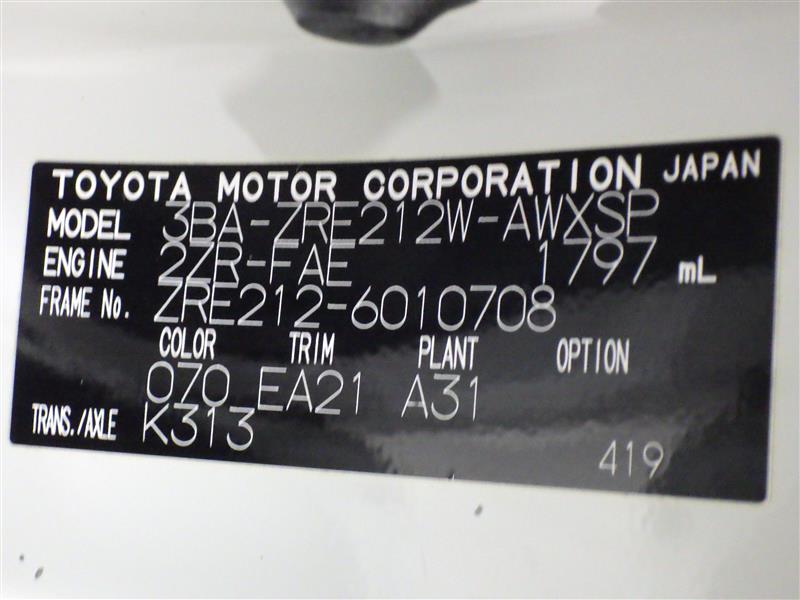 TOYOTA MOTOR CORPORATION JAPAN
MODEL 3BA-ZRE212W-AWXSP
ENGINE 2ZR-FAE 1797 mL
FRAME No. ZRE212-6010708
COLOR TRIM PLANT OPTION
070 EA21 A31
TRANS./AXLE K313
419